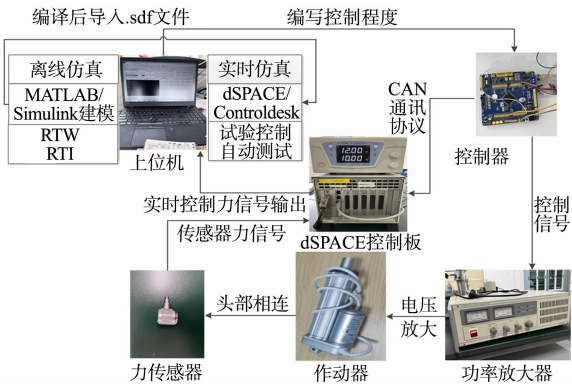 编译后导入.sdf文件
编写控制程度
离线仿真
MATLAB/
Simulink建模
RTW
RTI
上位机
实时仿真
dSPACE/
Controldesk
试验控制
自动测试
CAN
通讯
协议
控制器
12.00
10.00
实时控制力信号输出
传感器力信号
dSPACE控制板
控制
信号
头部相连
电压
放大
力传感器
作动器
功率放大器